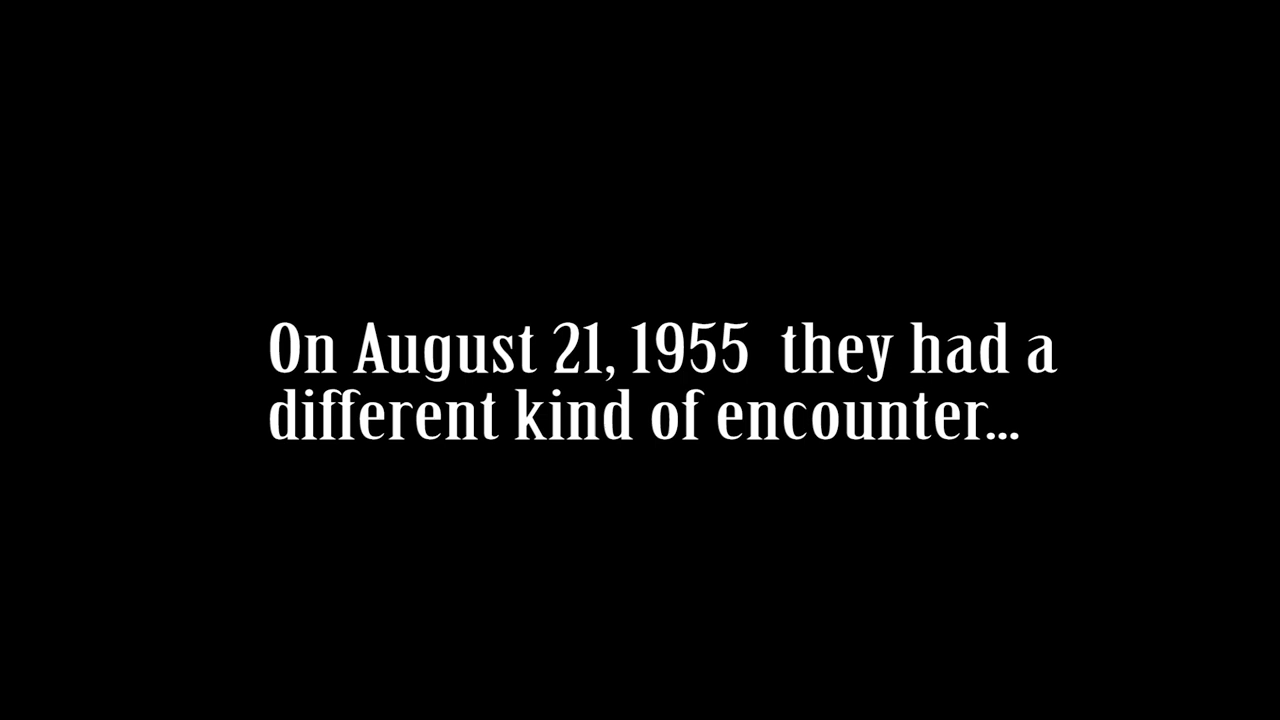 On August 21, 1955  they had a
different kind of encounter...